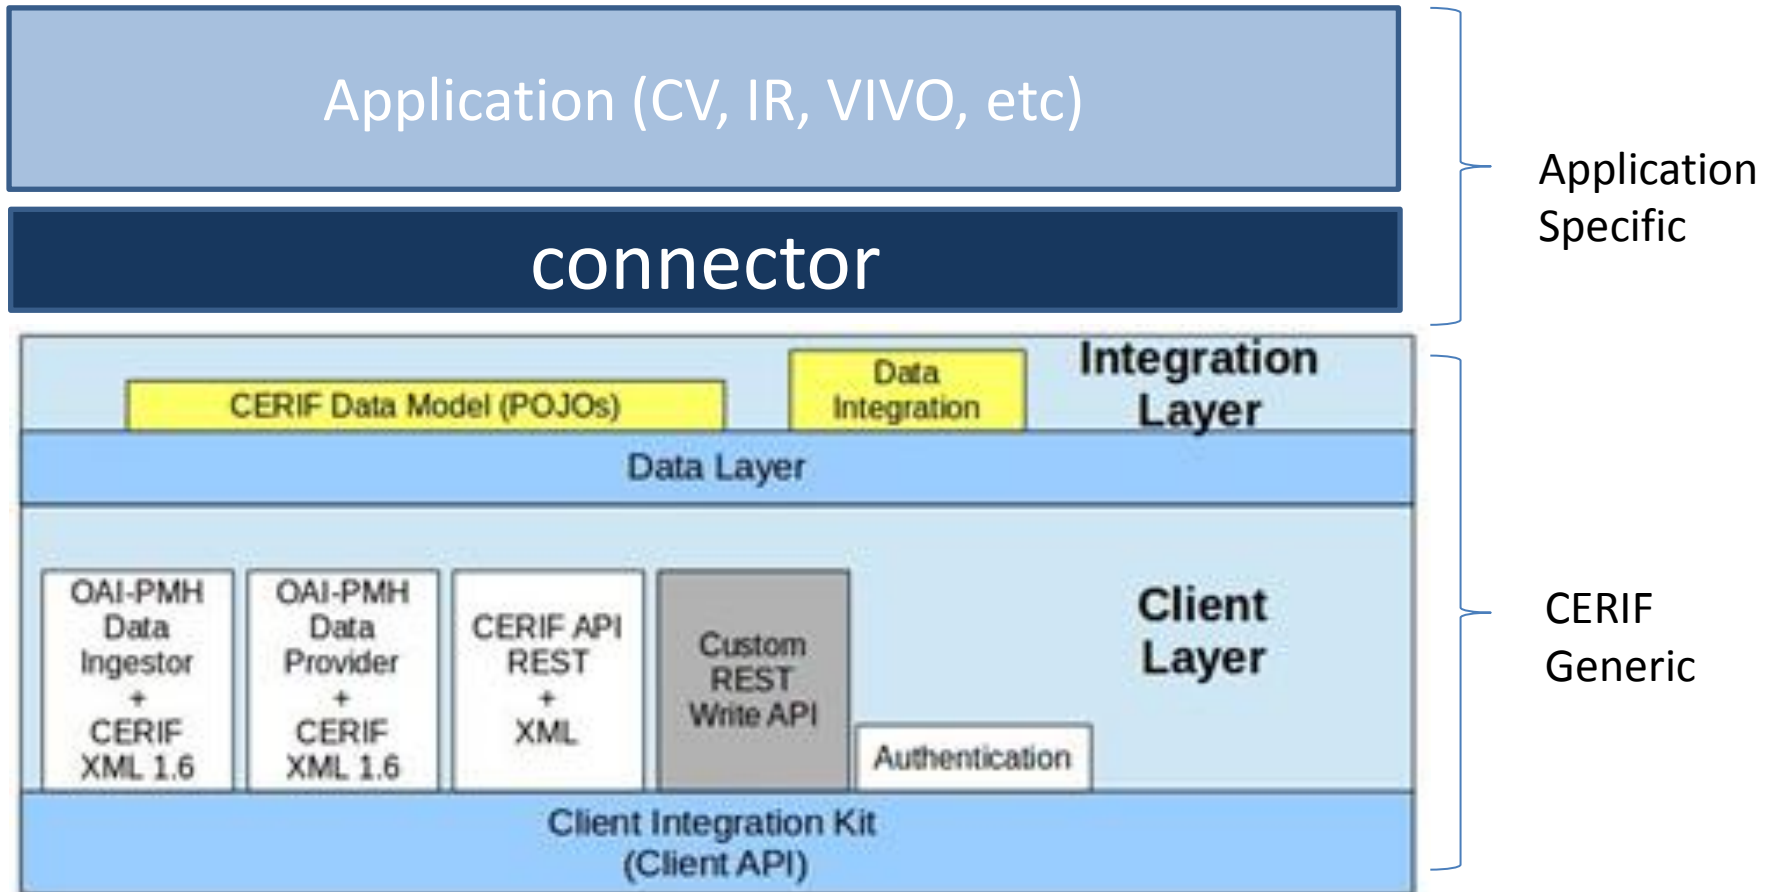 Application (CV, IR, VIVO, etc)
connector
Application
Specific
Integration
Layer
CERIF Data Model (POJOs)
Data
Integration
Data Layer
OAI-PMH
Data
Ingestor
+
CERIF
XML 1.6
OAI-PMH
Data
Provider
+
CERIF
XML 1.6
CERIF API
REST
+
XML
Custom
REST
Write API
Authentication
Client
Layer
CERIF
Generic
Client Integration Kit
(Client API)